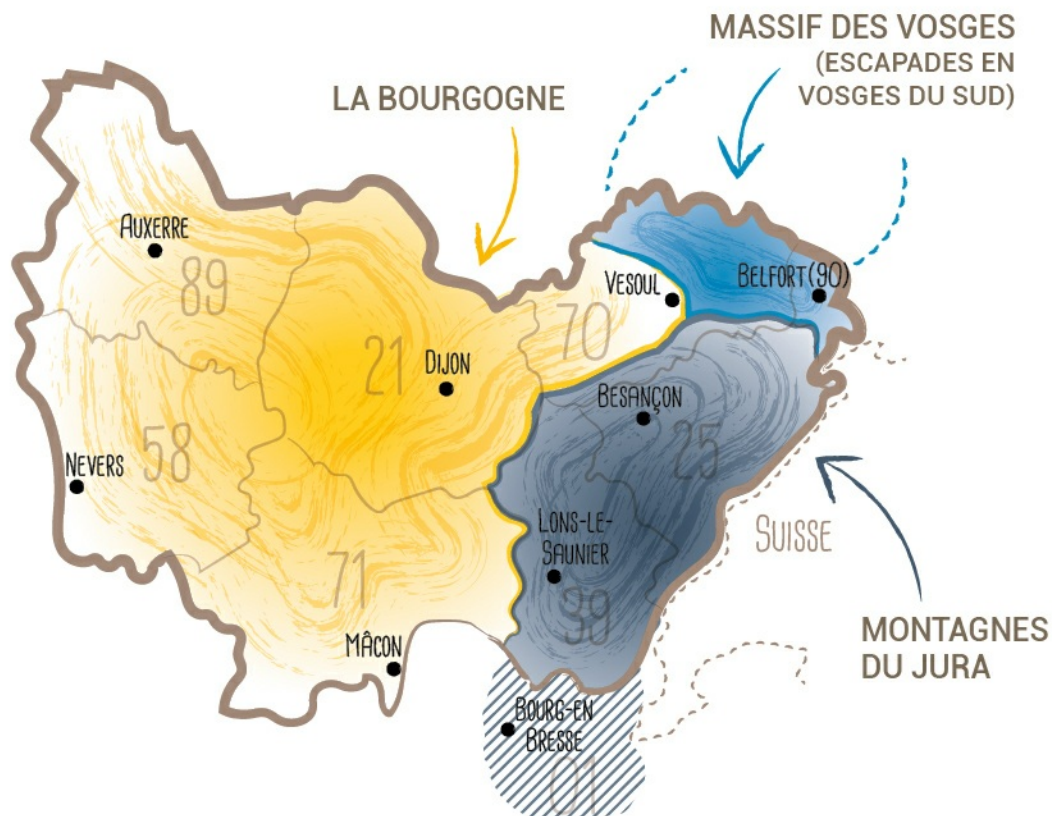 MASSIF DES VOSGES
(ESCAPADES EN
VOSGES DU SUD)
LA BOURGOGNE
AUXERRE
89
VESOUL
BELFORT(90)
70
21
DIJON
BESANÇON
25
58
NEVERS
LONS-LE-
SAUNIER
SUISSE
71
39
MÂCON
MONTAGNES
DU JURA
BOURG-EN
BRESSE
01